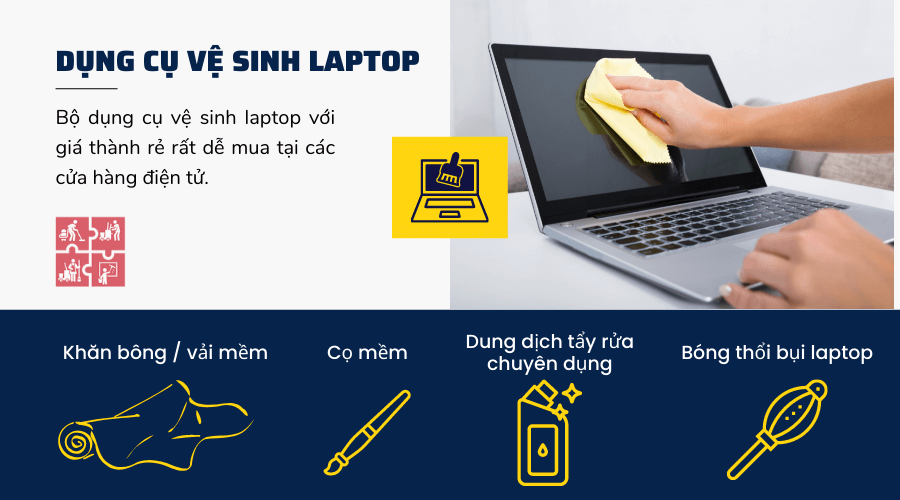 DỤNG CỤ VỆ SINH LAPTOP
Bộ dụng cụ vệ sinh laptop với
giá thành rẻ rất dễ mua tại các
cửa hàng điện tử.
Khăn bông / vải mềm
Cọ mềm
Dung dịch tẩy rửa
chuyên dụng
Bóng thổi bụi laptop